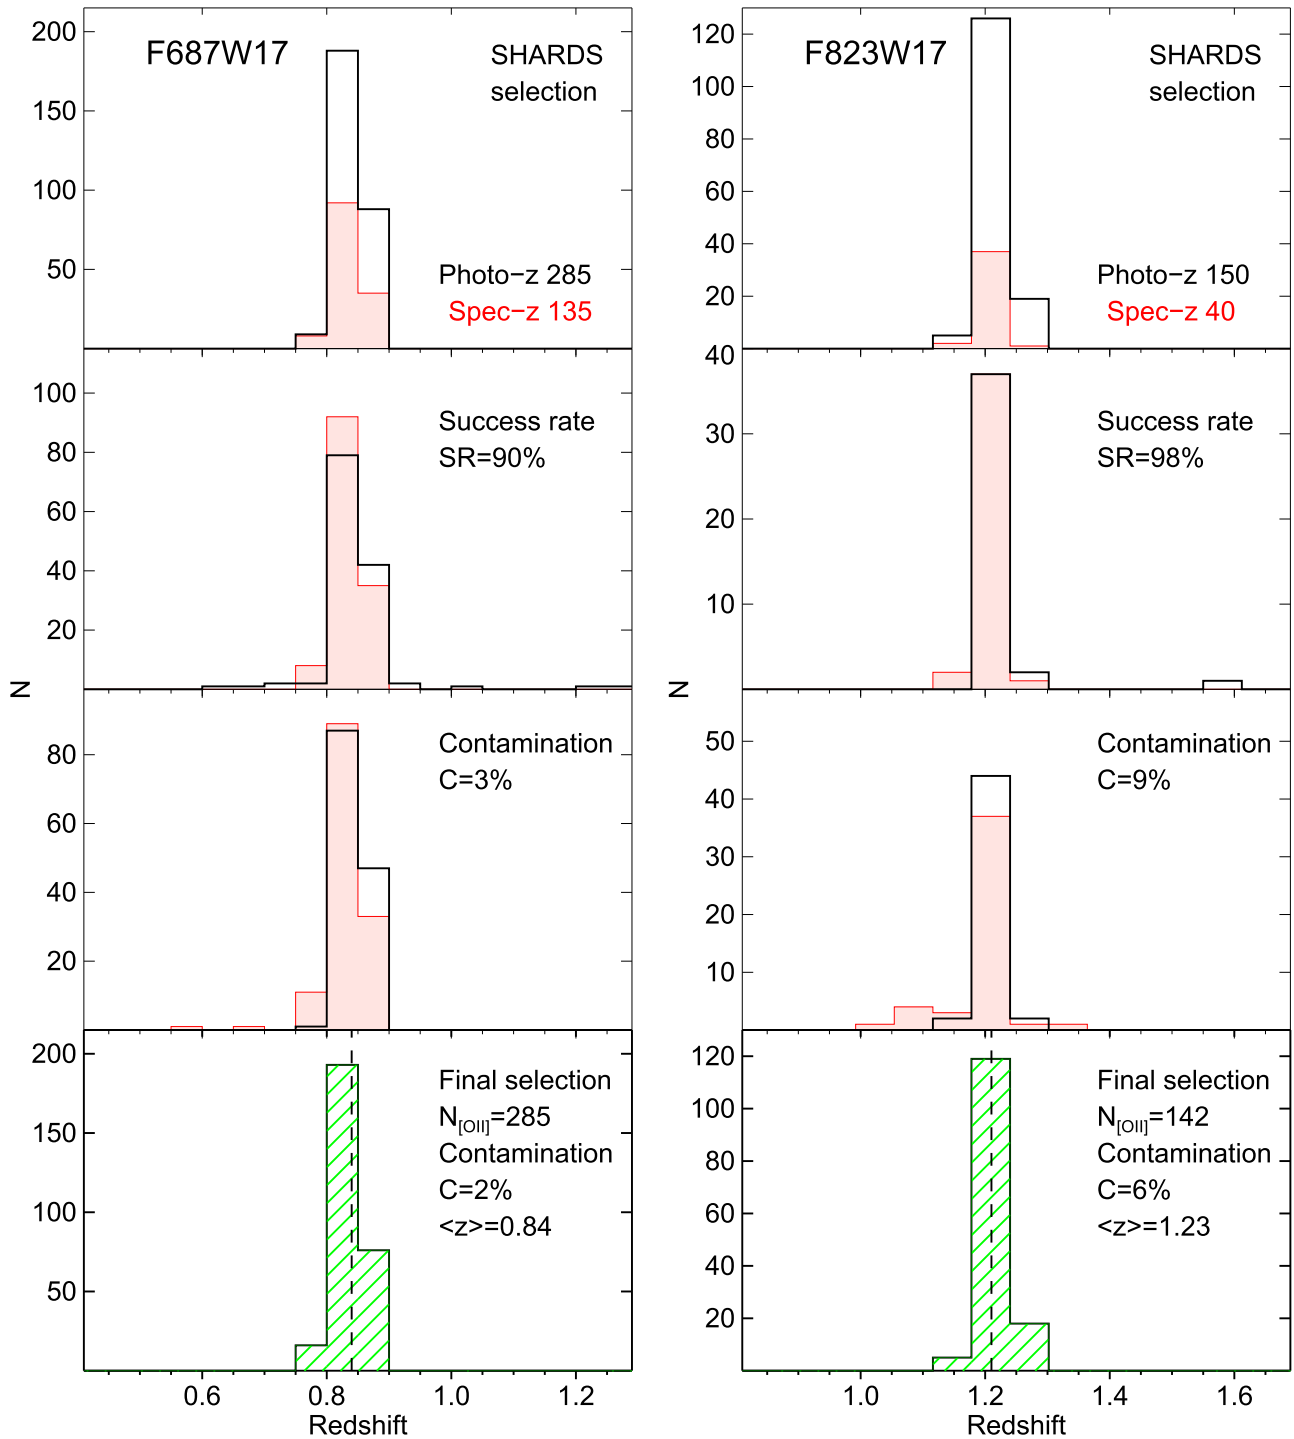 F687W17
SHARDS
selection
Photo−z 285
Spec−z 135
200
150
100
50
Success rate
SR=90%
100
80
60
40
20
N
Contamination
C=3%
80
60
40
20
Final selection
N[OII]=285
Contamination
C=2%
<z>=0.84
200
150
100
50
0.6 0.8 1.0 1.2
Redshift
F823W17
SHARDS
selection
Photo−z 150
Spec−z 40
120
100
80
60
40
20
Success rate
SR=98%
40
30
20
10
N
Contamination
C=9%
50
40
30
20
10
Final selection
N[OII]=142
Contamination
C=6%
<z>=1.23
120
100
80
60
40
20
1.0 1.2 1.4 1.6
Redshift